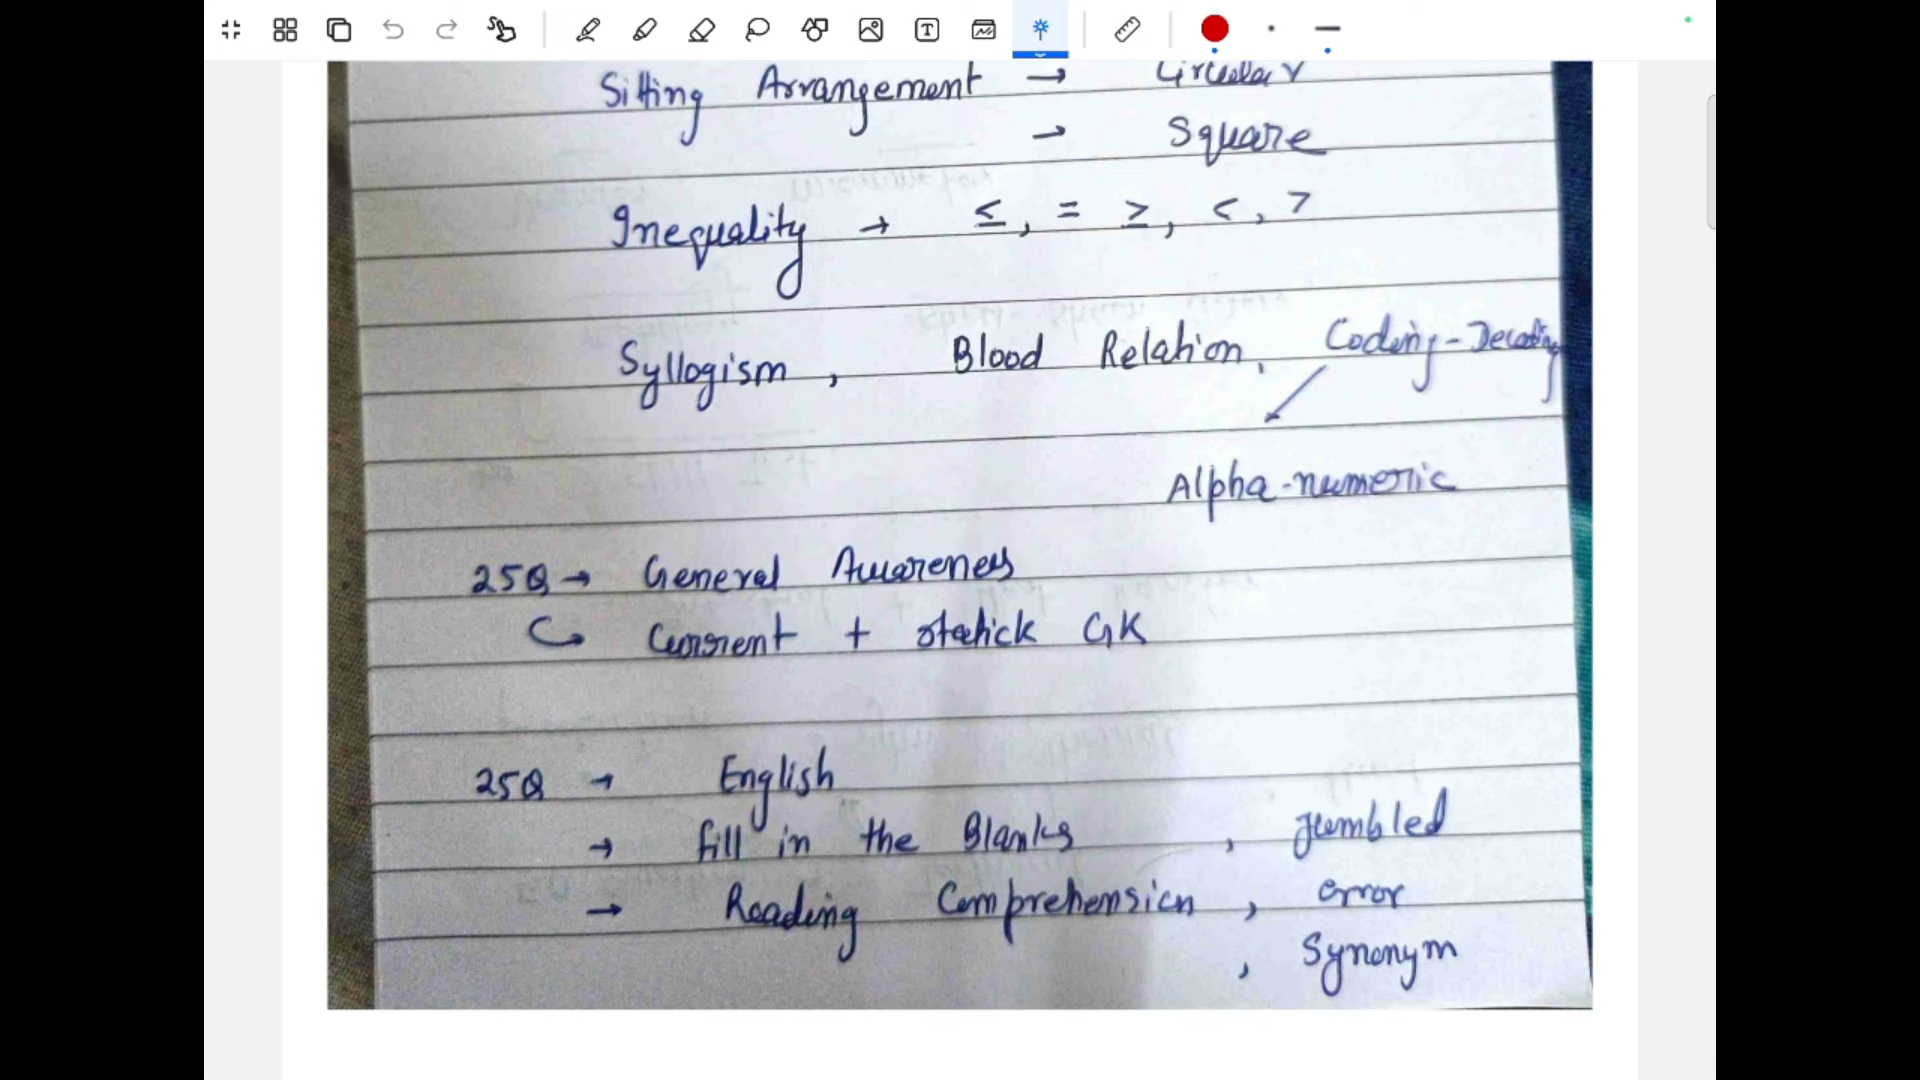 Sitting Arrangement → Circular
→ Square
Inequality → ≤, = ≥, <, >
Syllogism, Blood Relation, Coding-Decoding
Alpha-numeric
25Q → General Awareness
↪ Current + statick GK
25Q → English
→ fill in the Blanks, Jumbled
→ Reading Comprehension, error
, Synonym